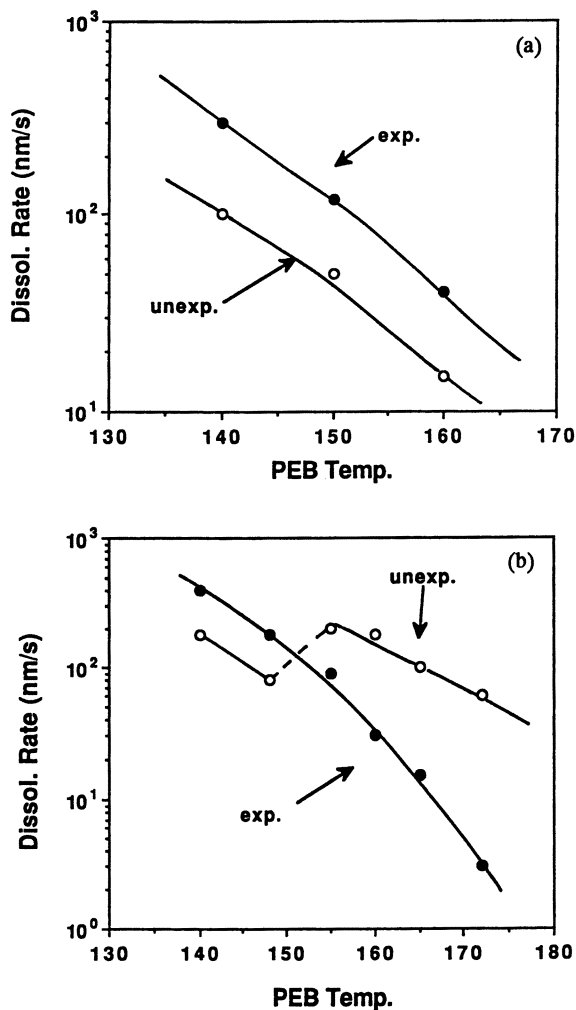 10³
(a)
exp.
Dissol. Rate (nm/s)
10²
unexp.
10¹
130 140 150 160 170
PEB Temp.
10³
(b)
unexp.
Dissol. Rate (nm/s)
10²
10¹
exp.
10⁰
130 140 150 160 170 180
PEB Temp.